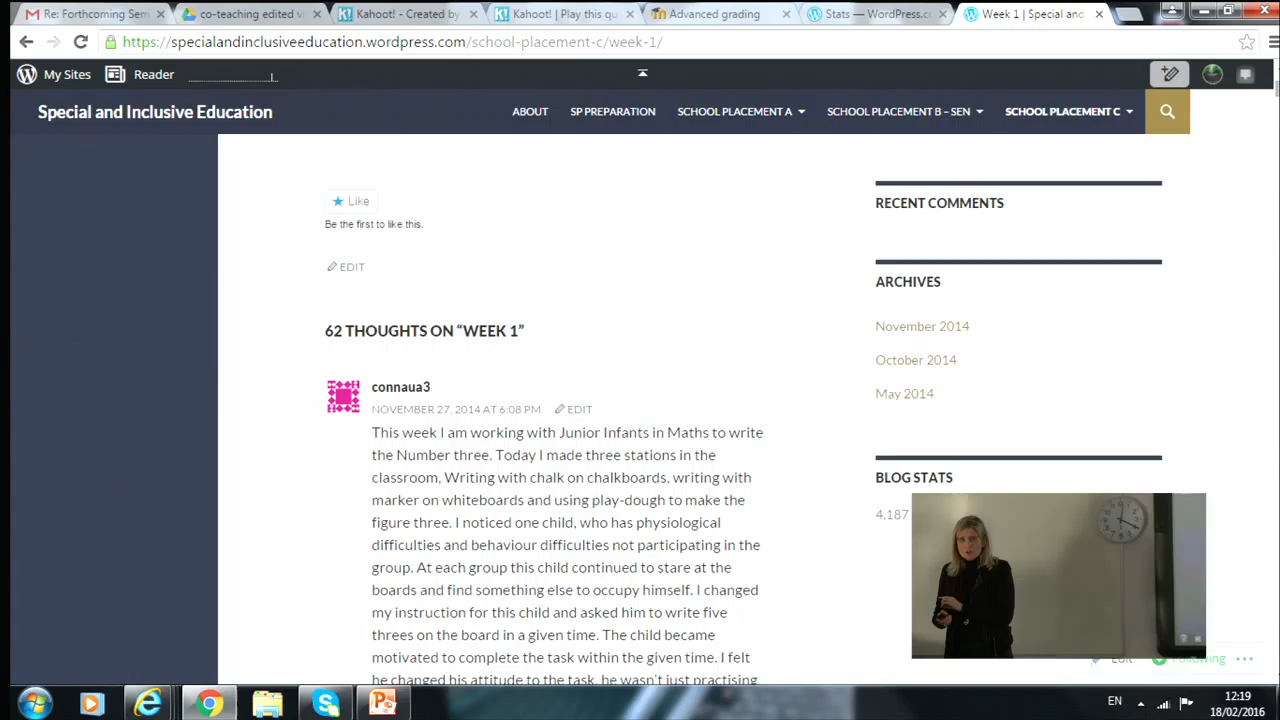 Re: Forthcoming Sem
co-teaching edited v
Kahoot! - Created by
Kahoot! | Play this qu
Advanced grading
Stats — WordPress.c
Week 1 | Special and
https://specialandinclusiveeducation.wordpress.com/school-placement-c/week-1/
My Sites
Reader
Special and Inclusive Education
ABOUT
SP PREPARATION
SCHOOL PLACEMENT A
SCHOOL PLACEMENT B – SEN
SCHOOL PLACEMENT C
Like
Be the first to like this.
EDIT
62 THOUGHTS ON “WEEK 1”
connaua3
NOVEMBER 27, 2014 AT 6:08 PM EDIT
This week I am working with Junior Infants in Maths to write
the Number three. Today I made three stations in the
classroom, Writing with chalk on chalkboards, writing with
marker on whiteboards and using play-dough to make the
figure three. I noticed one child, who has physiological
difficulties and behaviour difficulties not participating in the
group. At each group this child continued to stare at the
boards and find something else to occupy himself. I changed
my instruction for this child and asked him to write five
threes on the board in a given time. The child became
motivated to complete the task within the given time. I felt
he changed his attitude to the task, he wasn't just practising
RECENT COMMENTS
ARCHIVES
November 2014
October 2014
May 2014
BLOG STATS
4,187
Edit
Following
EN
12:19
18/02/2016